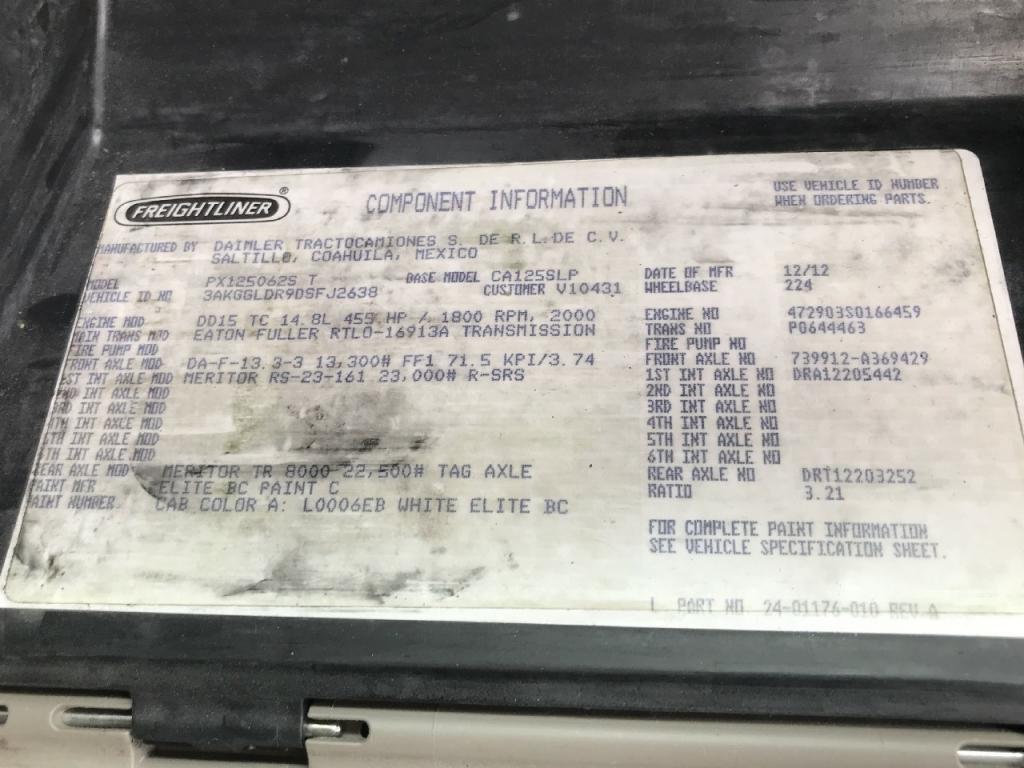 FREIGHTLINER ®
COMPONENT INFORMATION
USE VEHICLE ID NUMBER
WHEN ORDERING PARTS.
MANUFACTURED BY DAIMLER TRACTOCAMIONES S. DE R.L.DE C.V.
SALTILLO, COAHUILA, MEXICO
MODEL PX125062S T BASE MODEL CA125SLP DATE OF MFR 12/12
VEHICLE ID NO 3AKGGLDR9DSFJ2638 CUSTOMER V10431 WHEELBASE 224
ENGINE MOD DD15 TC 14.8L 455 HP / 1800 RPM, 2000 ENGINE NO 472903S0166459
MAIN TRANS MOD EATON FULLER RTLO-16913A TRANSMISSION TRANS NO P0644463
FIRE PUMP MOD FIRE PUMP NO
FRONT AXLE MOD DA-F-13.3-3 13,300# FF1 71.5 KPI/3.74 FRONT AXLE NO 739912-A369429
1ST INT AXLE MOD MERITOR RS-23-161 23,000# R-SRS 1ST INT AXLE NO DRA12205442
2ND INT AXLE MOD 2ND INT AXLE NO
3RD INT AXLE MOD 3RD INT AXLE NO
4TH INT AXLE MOD 4TH INT AXLE NO
5TH INT AXLE MOD 5TH INT AXLE NO
6TH INT AXLE MOD 6TH INT AXLE NO
REAR AXLE MOD MERITOR TR 8000 22,500# TAG AXLE REAR AXLE NO DRT12203252
PAINT MFR ELITE BC PAINT C RATIO 3.21
PAINT NUMBER CAB COLOR A: L0006EB WHITE ELITE BC
FOR COMPLETE PAINT INFORMATION
SEE VEHICLE SPECIFICATION SHEET.
PART NO 24-01176-010 REV A